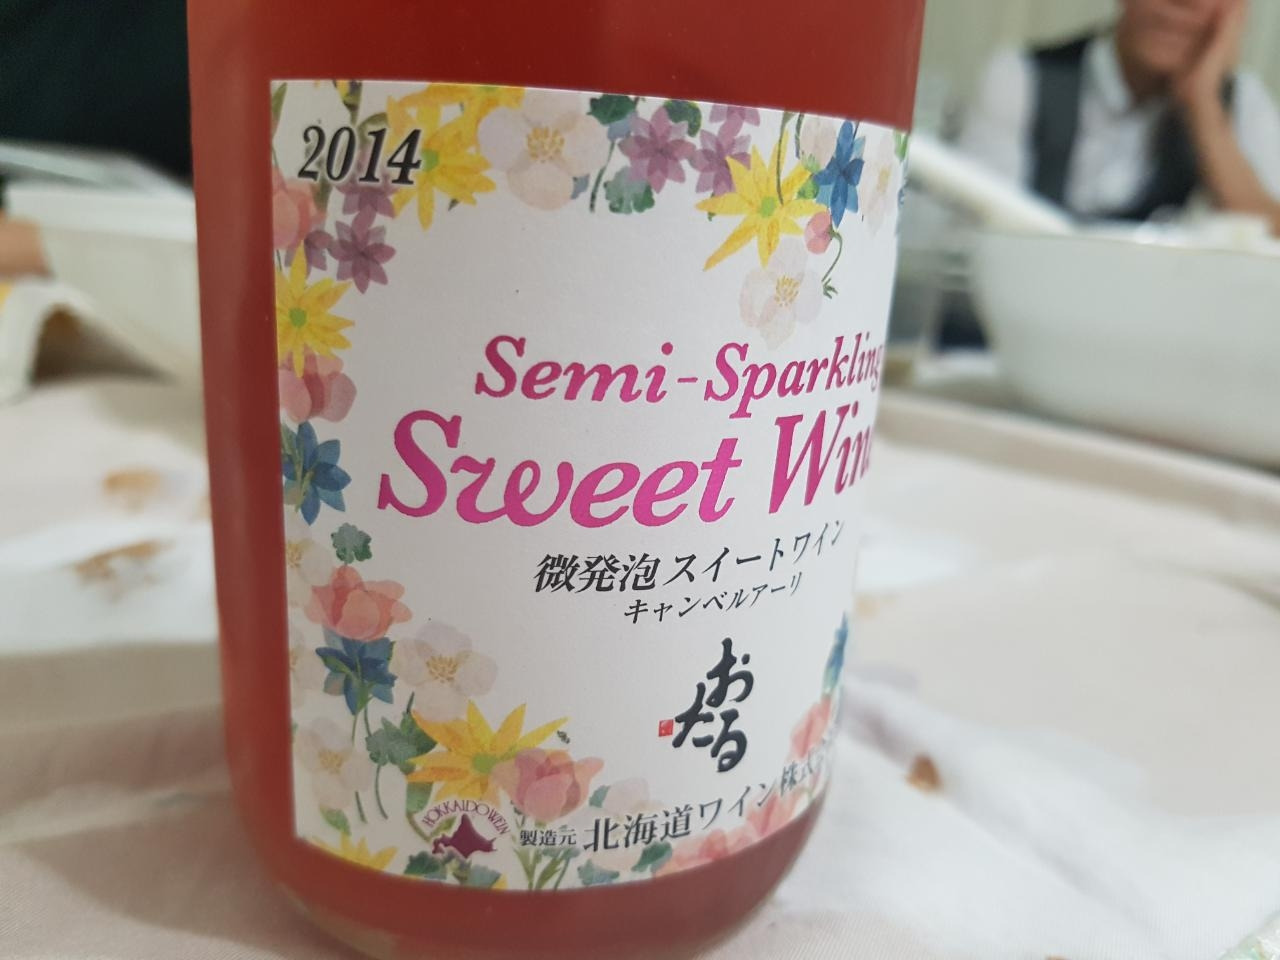 2014
Semi-Sparkling
Sweet Wine
微発泡 スイートワイン
キャンベルアーリ
おたる
HOKKAIDO WEIN
製造元 北海道ワイン株式